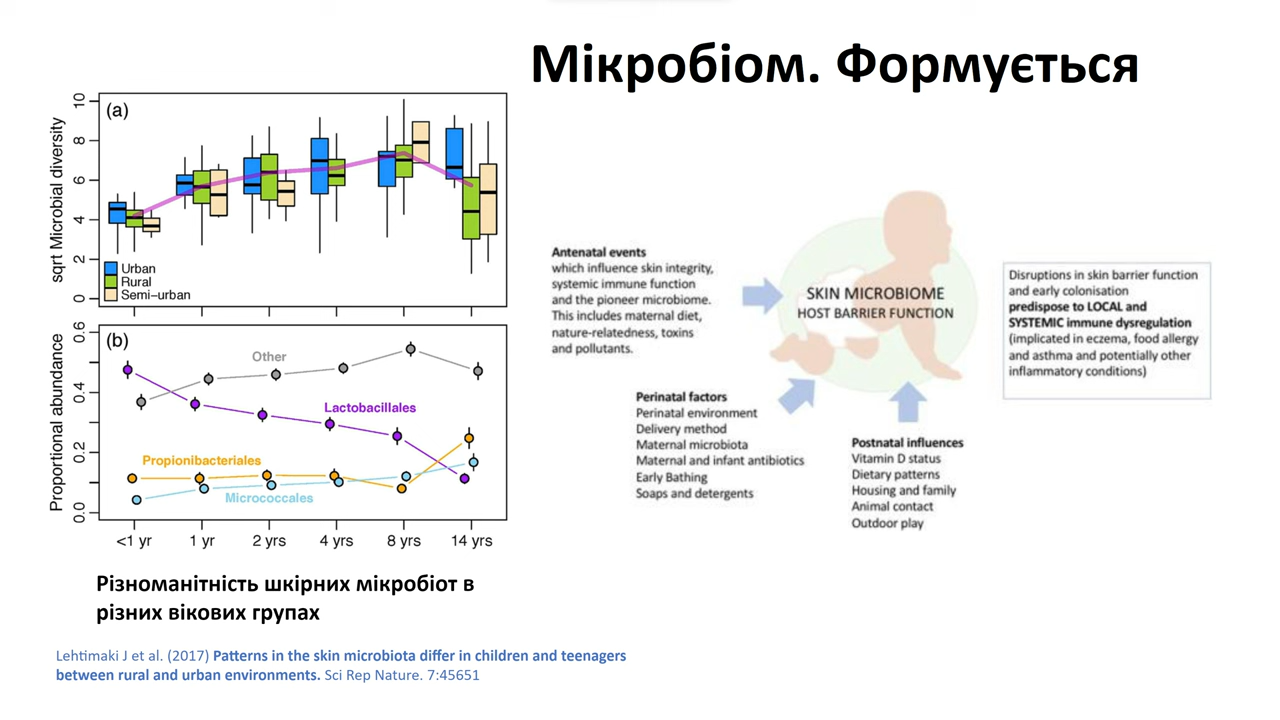 Мікробіом. Формується
(a)
sqrt Microbial diversity
10
8
6
4
2
0
Urban
Rural
Semi-urban
(b)
Proportional abundance
0.6
0.4
0.2
0.0
Other
Lactobacillales
Propionibacteriales
Micrococcales
<1 yr 1 yr 2 yrs 4 yrs 8 yrs 14 yrs
Різноманітність шкірних мікробіот в
різних вікових групах
Lehtimaki J et al. (2017) Patterns in the skin microbiota differ in children and teenagers
between rural and urban environments. Sci Rep Nature. 7:45651
Antenatal events
which influence skin integrity,
systemic immune function
and the pioneer microbiome.
This includes maternal diet,
nature-relatedness, toxins
and pollutants.
SKIN MICROBIOME
HOST BARRIER FUNCTION
Perinatal factors
Perinatal environment
Delivery method
Maternal microbiota
Maternal and infant antibiotics
Early Bathing
Soaps and detergents
Postnatal influences
Vitamin D status
Dietary patterns
Housing and family
Animal contact
Outdoor play
Disruptions in skin barrier function
and early colonisation
predispose to LOCAL and
SYSTEMIC immune dysregulation
(implicated in eczema, food allergy
and asthma and potentially other
inflammatory conditions)